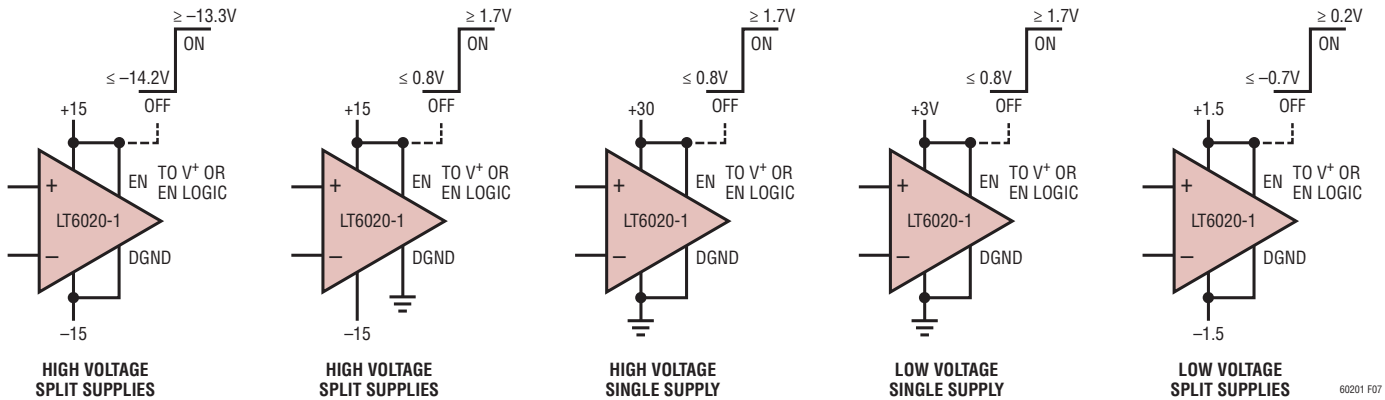 ≥ –13.3V
ON
≤ –14.2V
OFF
+15
+
–
LT6020-1
EN
TO V+ OR
EN LOGIC
DGND
–15
HIGH VOLTAGE
SPLIT SUPPLIES
≥ 1.7V
ON
≤ 0.8V
OFF
+15
+
–
LT6020-1
EN
TO V+ OR
EN LOGIC
DGND
–15
HIGH VOLTAGE
SPLIT SUPPLIES
≥ 1.7V
ON
≤ 0.8V
OFF
+30
+
–
LT6020-1
EN
TO V+ OR
EN LOGIC
DGND
HIGH VOLTAGE
SINGLE SUPPLY
≥ 1.7V
ON
≤ 0.8V
OFF
+3V
+
–
LT6020-1
EN
TO V+ OR
EN LOGIC
DGND
LOW VOLTAGE
SINGLE SUPPLY
≥ 0.2V
ON
≤ –0.7V
OFF
+1.5
+
–
LT6020-1
EN
TO V+ OR
EN LOGIC
DGND
–1.5
LOW VOLTAGE
SPLIT SUPPLIES
60201 F07